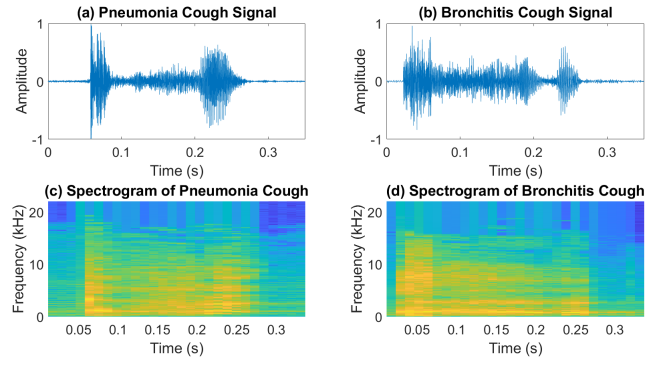 (a) Pneumonia Cough Signal
1
0
-1
Amplitude
0 0.1 0.2 0.3
Time (s)
(b) Bronchitis Cough Signal
1
0
-1
Amplitude
0 0.1 0.2 0.3
Time (s)
(c) Spectrogram of Pneumonia Cough
20
10
0
Frequency (kHz)
0.05 0.1 0.15 0.2 0.25 0.3
Time (s)
(d) Spectrogram of Bronchitis Cough
20
10
0
Frequency (kHz)
0.05 0.1 0.15 0.2 0.25 0.3
Time (s)